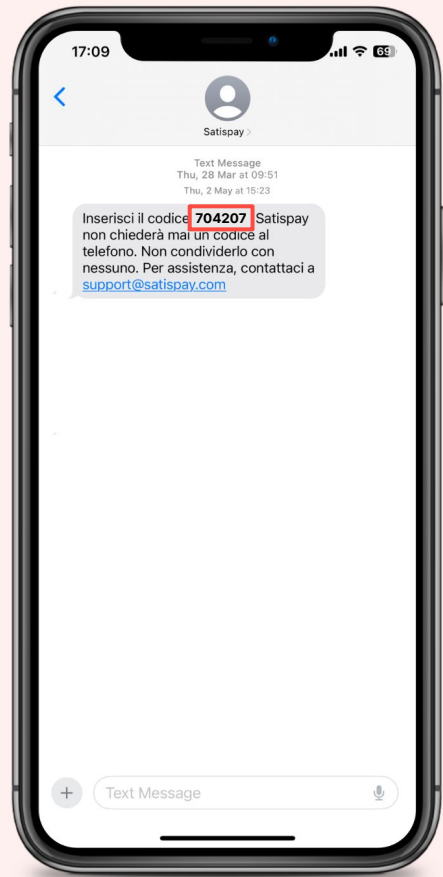 17:09
69
Satispay
Text Message
Thu, 28 Mar at 09:51
Thu, 2 May at 15:23
Inserisci il codice 704207 Satispay
non chiederà mai un codice al
telefono. Non condividerlo con
nessuno. Per assistenza, contattaci a
support@satispay.com
Text Message